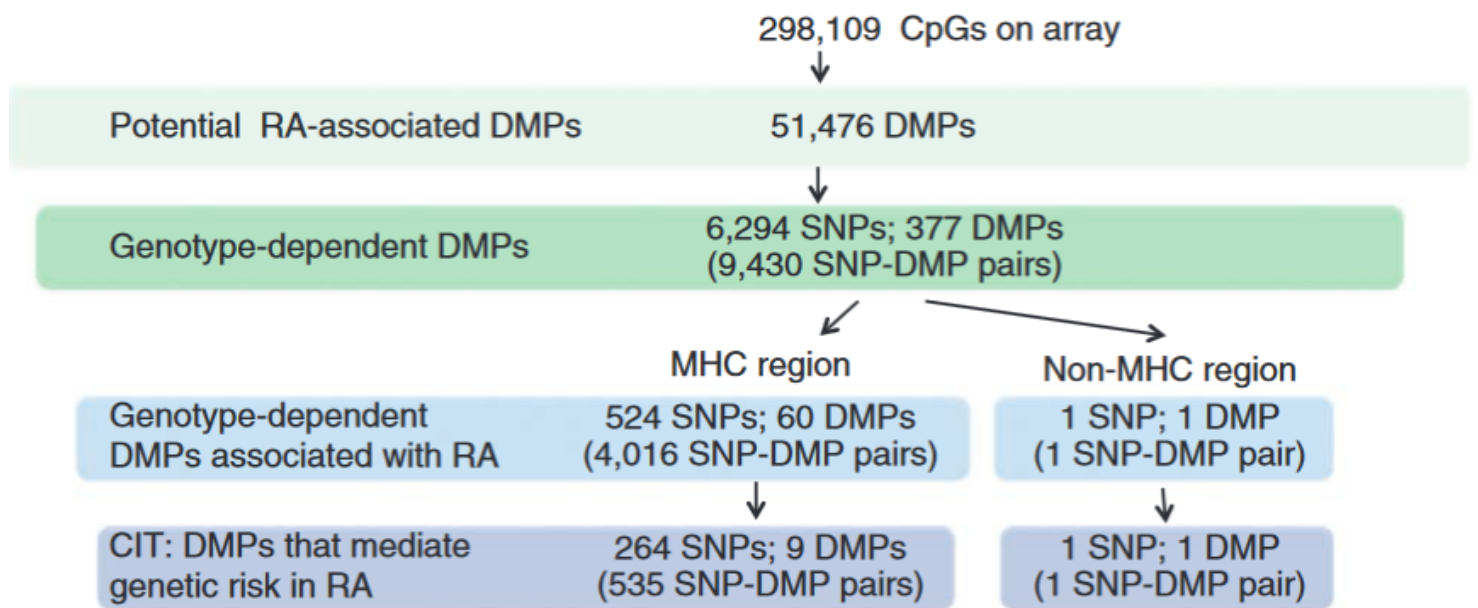 298,109 CpGs on array
Potential RA-associated DMPs
51,476 DMPs
Genotype-dependent DMPs
6,294 SNPs; 377 DMPs
(9,430 SNP-DMP pairs)
MHC region
Non-MHC region
Genotype-dependent
DMPs associated with RA
524 SNPs; 60 DMPs
(4,016 SNP-DMP pairs)
1 SNP; 1 DMP
(1 SNP-DMP pair)
CIT: DMPs that mediate
genetic risk in RA
264 SNPs; 9 DMPs
(535 SNP-DMP pairs)
1 SNP; 1 DMP
(1 SNP-DMP pair)